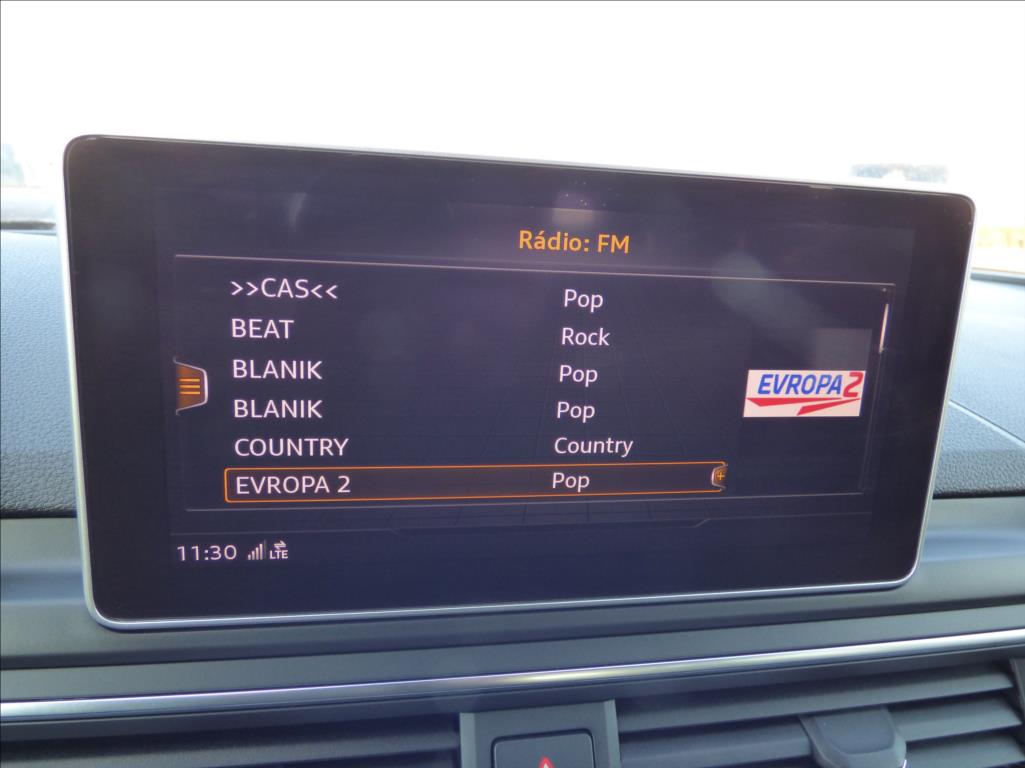 Rádio: FM
>>CAS<< Pop
BEAT Rock
BLANIK Pop
BLANIK Pop
COUNTRY Country
EVROPA 2 Pop
EVROPA 2
11:30 LTE